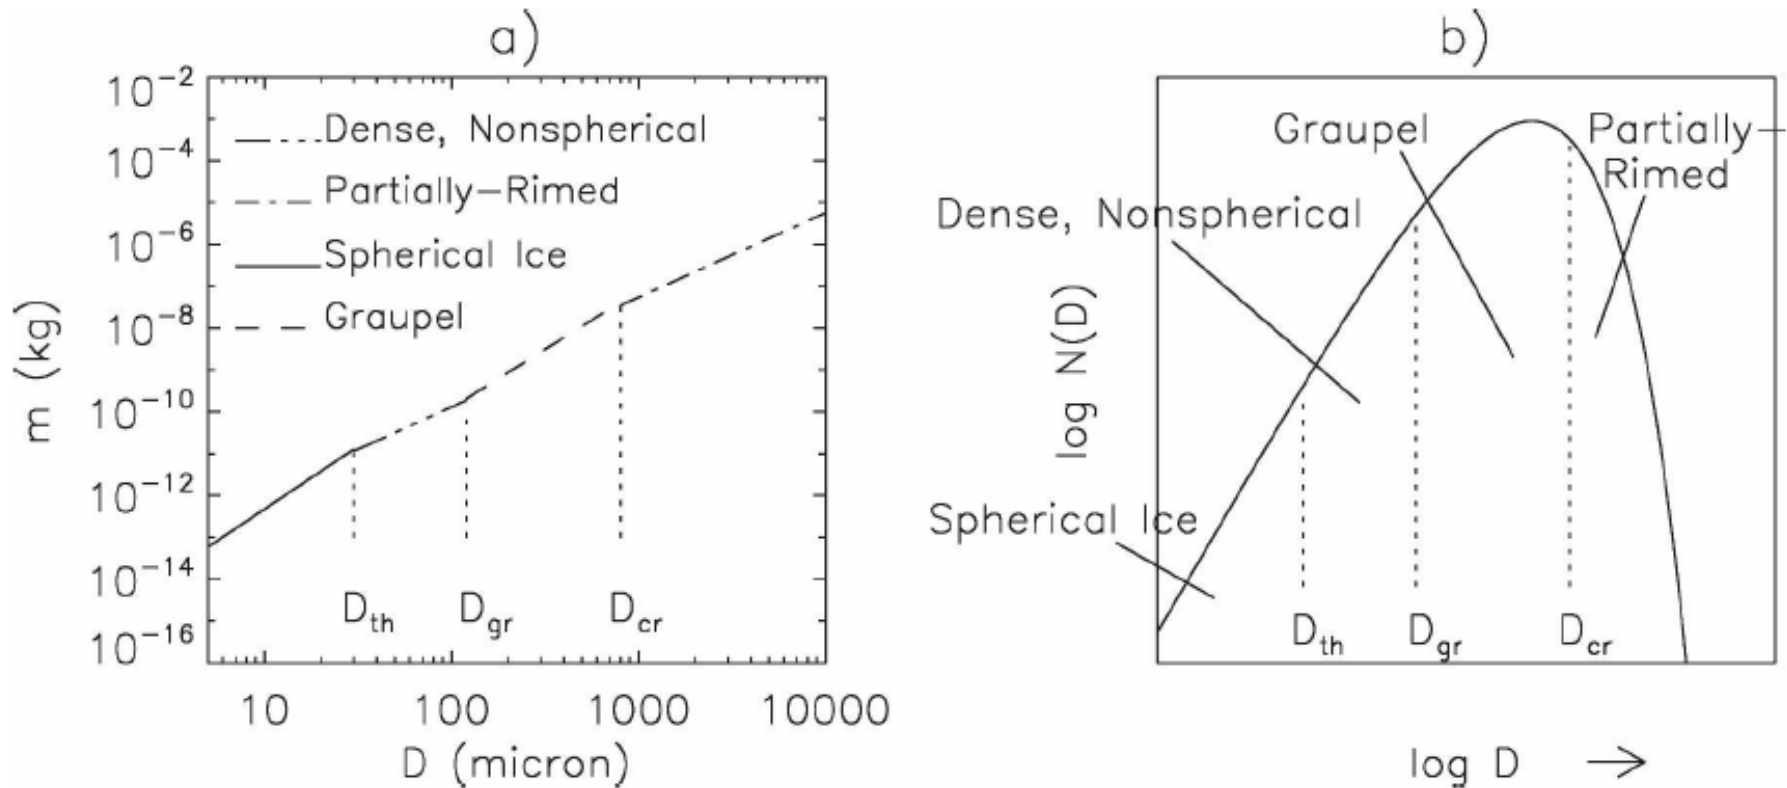 a)
10^-2
10^-4
10^-6
10^-8
10^-10
10^-12
10^-14
10^-16
m (kg)
Dense, Nonspherical
Partially-Rimed
Spherical Ice
Graupel
D_th
D_gr
D_cr
10
100
1000
10000
D (micron)
b)
Graupel
Partially-
Rimed
Dense, Nonspherical
log N(D)
Spherical Ice
D_th
D_gr
D_cr
log D